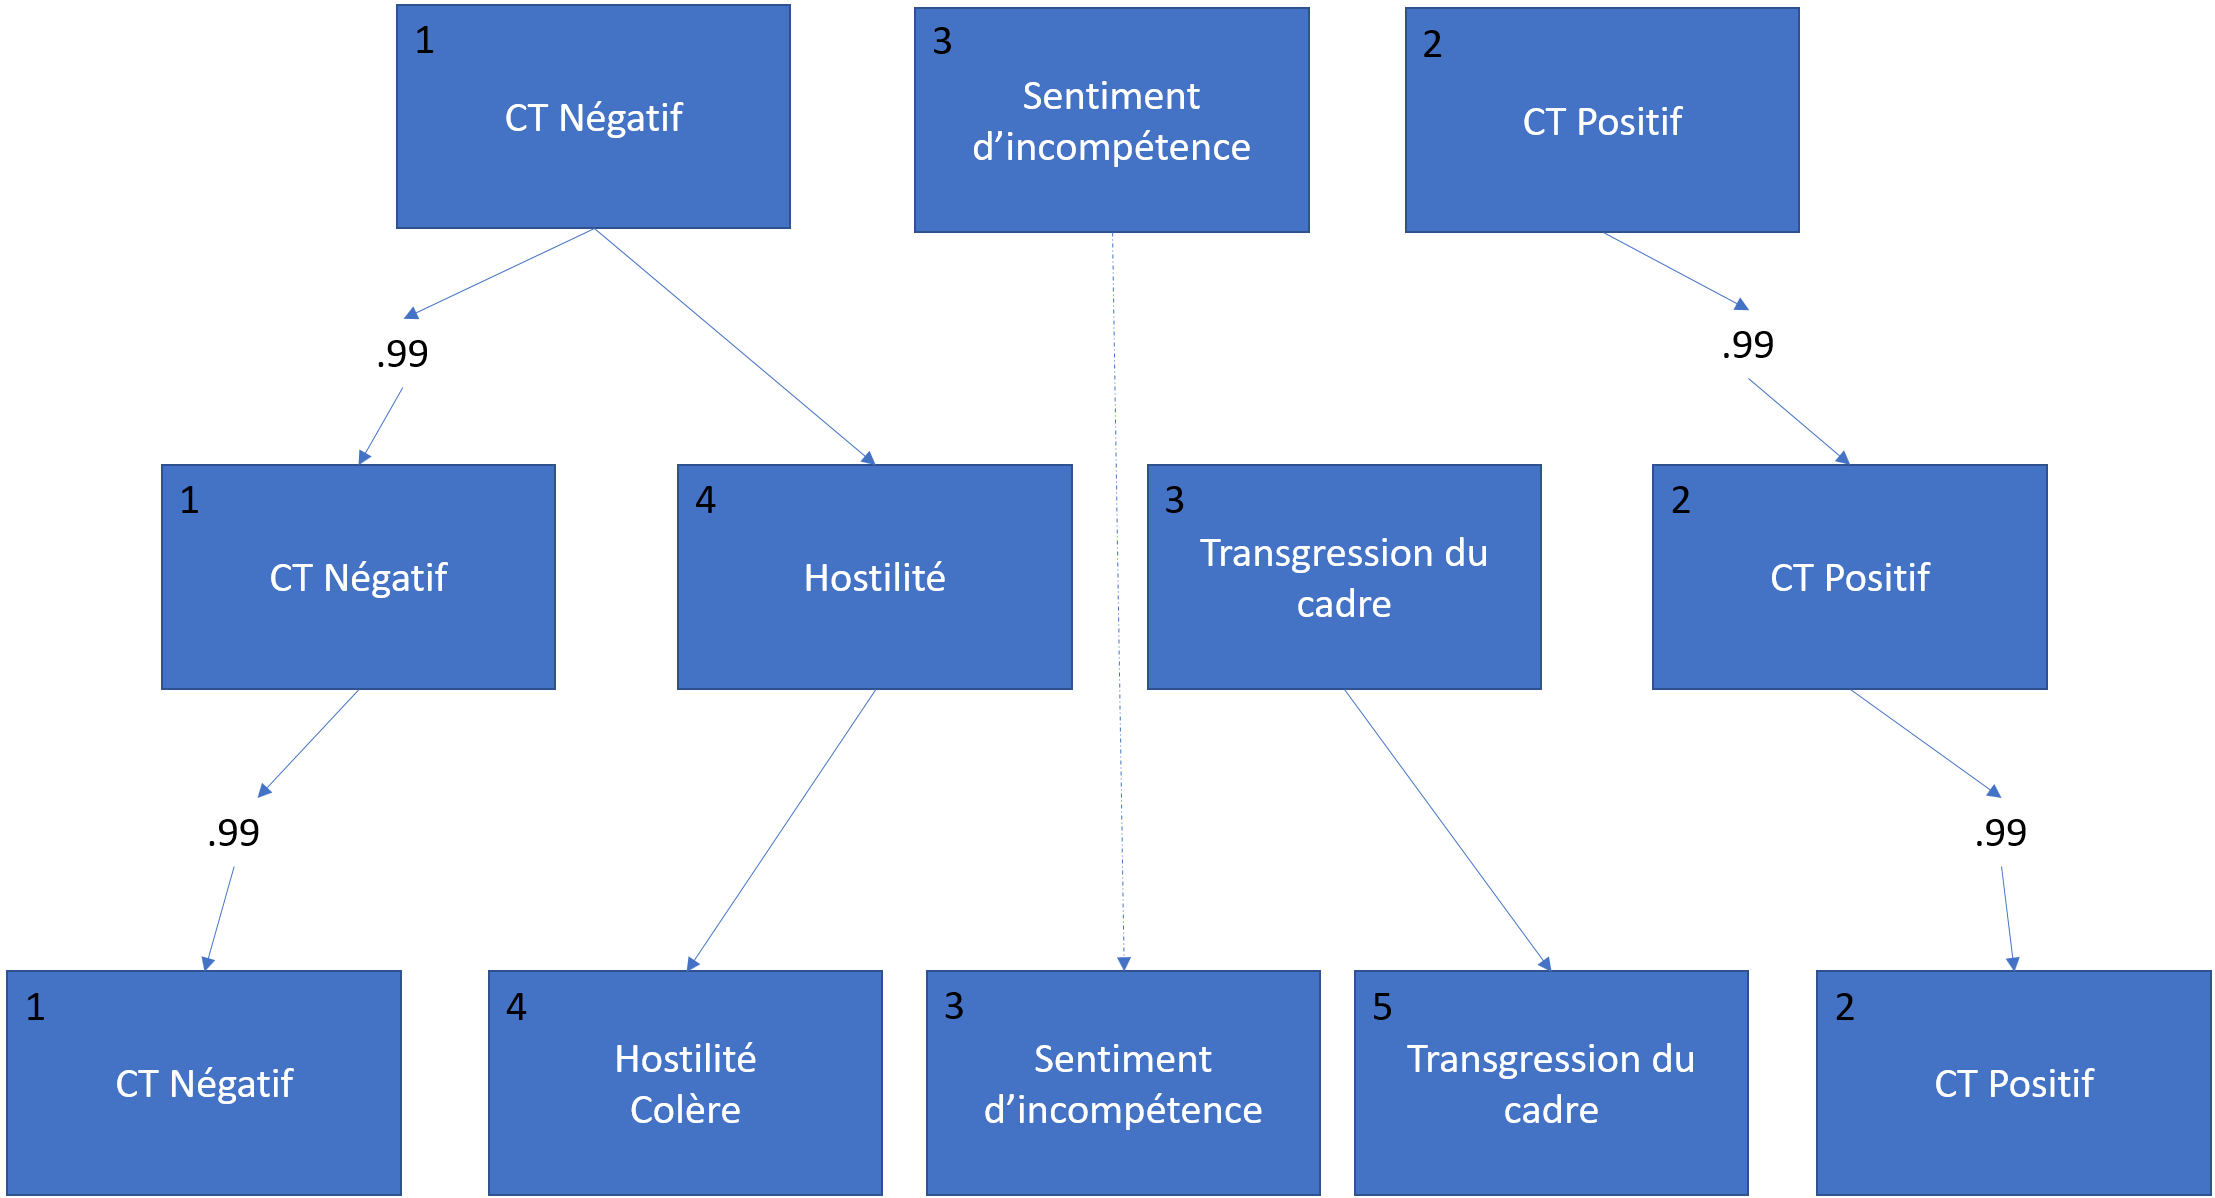 1
CT Négatif
3
Sentiment
d’incompétence
2
CT Positif
.99
.99
1
CT Négatif
4
Hostilité
3
Transgression du
cadre
2
CT Positif
.99
.99
1
CT Négatif
4
Hostilité
Colère
3
Sentiment
d’incompétence
5
Transgression du
cadre
2
CT Positif